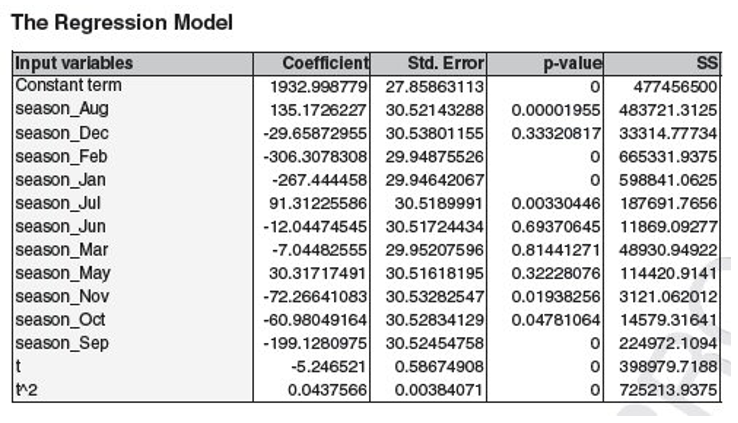 The Regression Model
Input variables Coefficient Std. Error p-value SS
Constant term 1932.998779 27.85863113 0 477456500
season_Aug 135.1726227 30.52143288 0.00001955 483721.3125
season_Dec -29.65872955 30.53801155 0.33320817 33314.77734
season_Feb -306.3078308 29.94875526 0 665331.9375
season_Jan -267.444458 29.94642067 0 598841.0625
season_Jul 91.31225586 30.5189991 0.00330446 187691.7656
season_Jun -12.04474545 30.51724434 0.69370645 11869.09277
season_Mar -7.04482555 29.95207596 0.81441271 48930.94922
season_May 30.31717491 30.51618195 0.32228076 114420.9141
season_Nov -72.26641083 30.53282547 0.01938256 3121.062012
season_Oct -60.98049164 30.52834129 0.04781064 14579.31641
season_Sep -199.1280975 30.52454758 0 224972.1094
t -5.246521 0.58674908 0 398979.7188
t^2 0.0437566 0.00384071 0 725213.9375